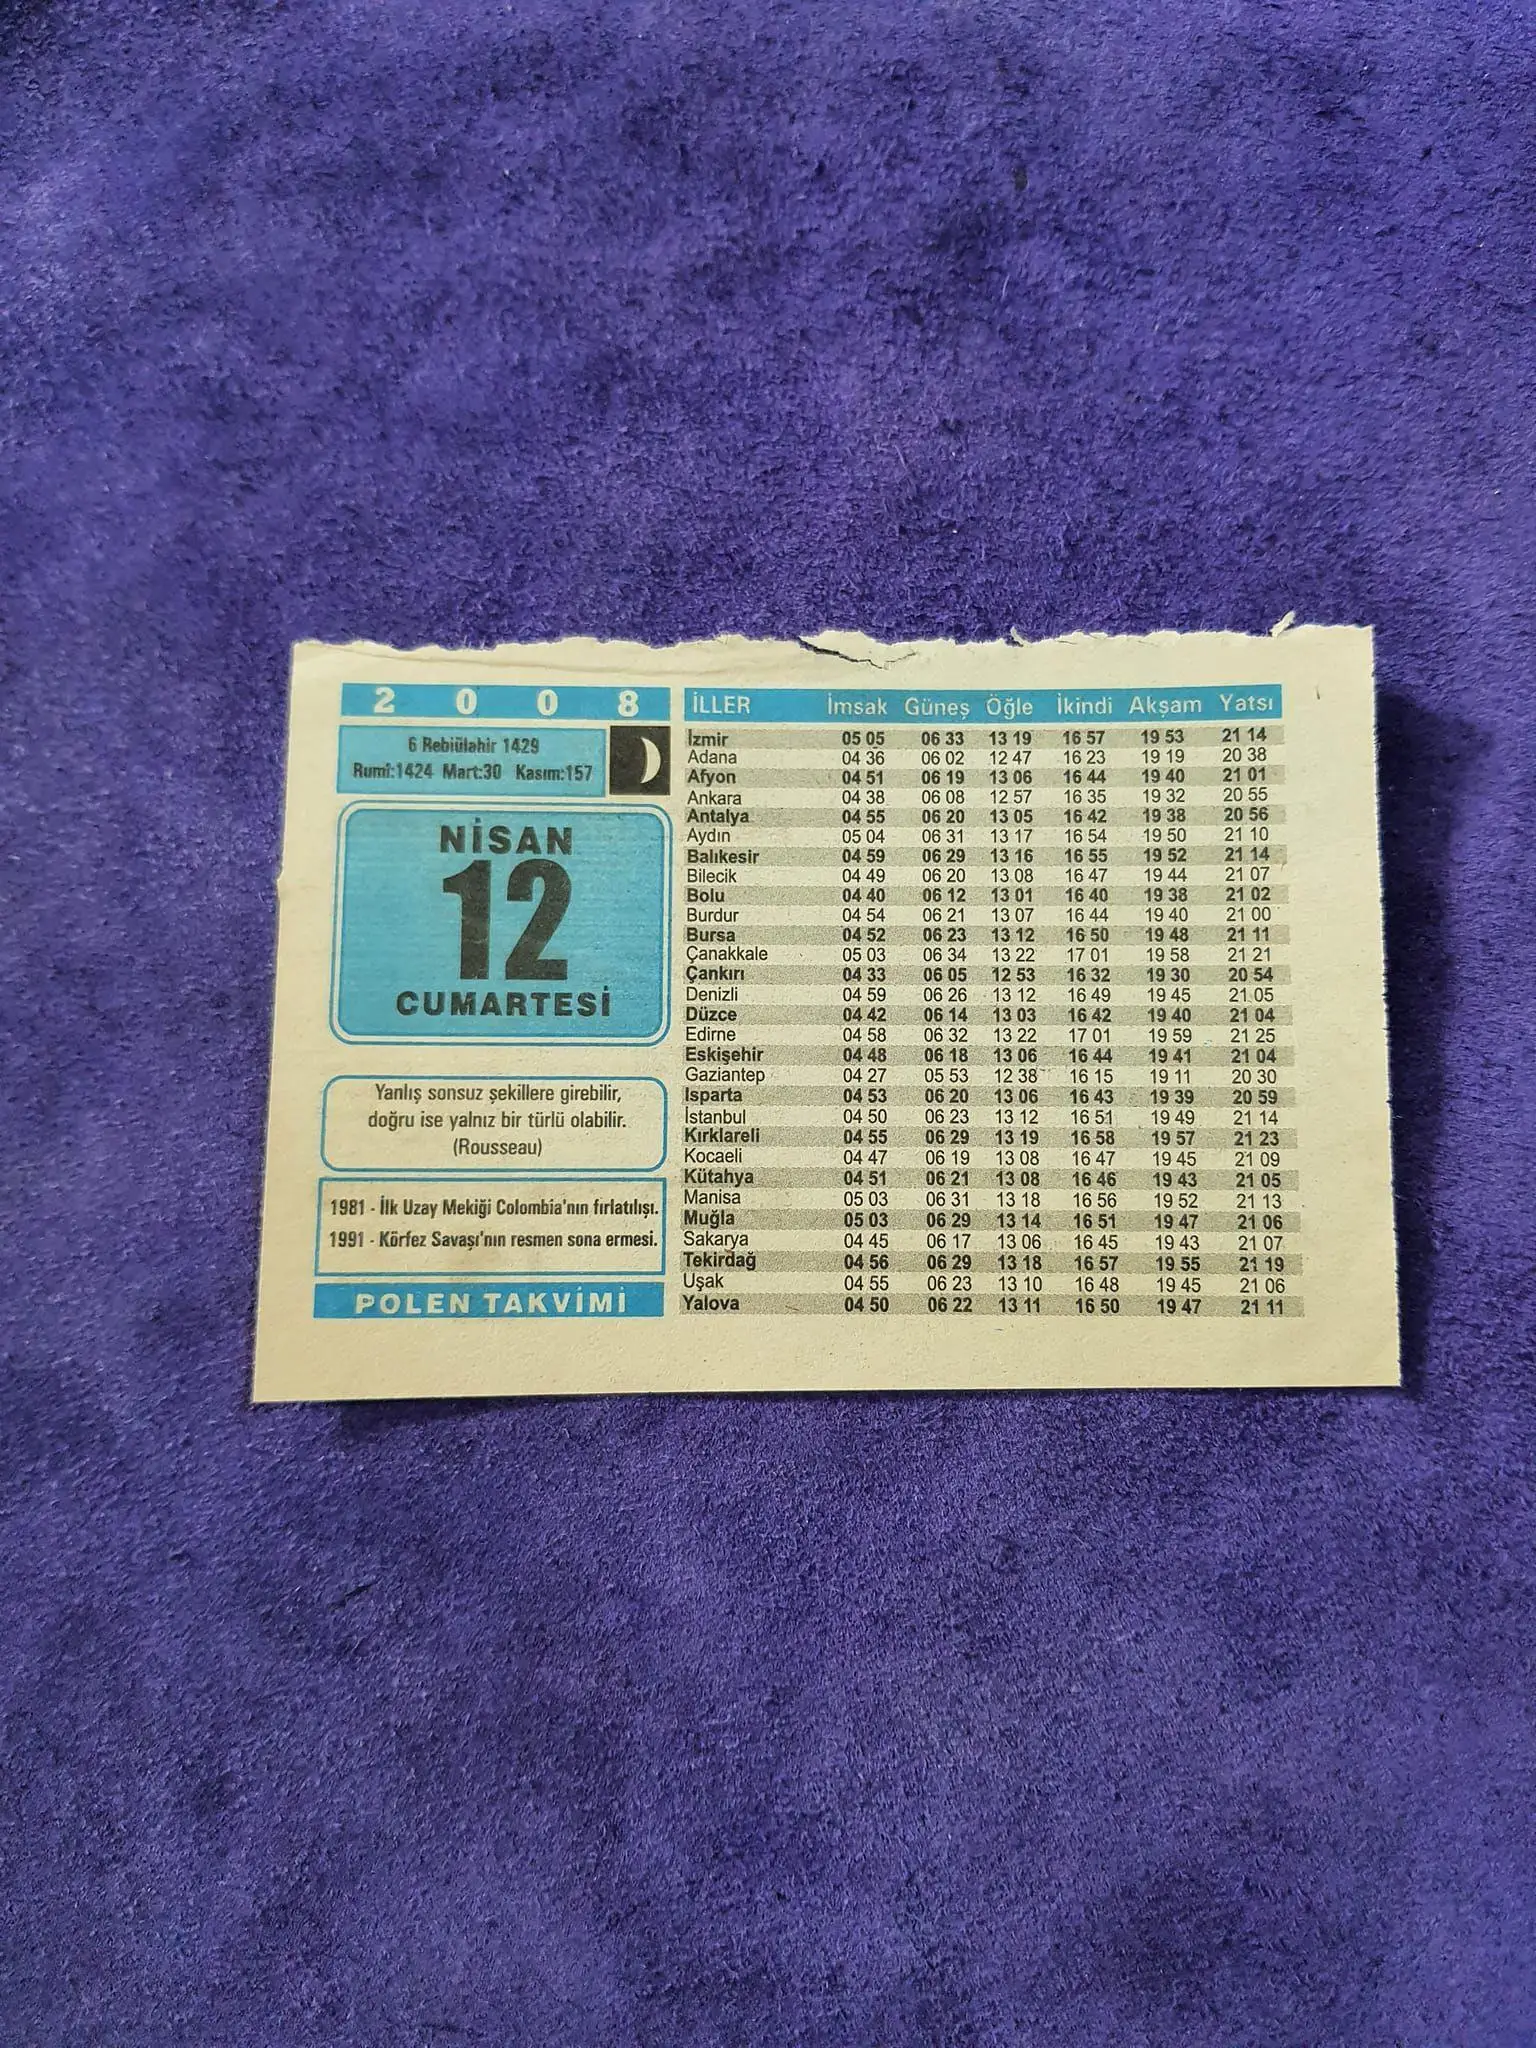 2 0 0 8
6 Rebiülahir 1429
Rumî:1424 Mart:30 Kasım:157
NİSAN
12
CUMARTESİ
Yanlış sonsuz şekillere girebilir,
doğru ise yalnız bir türlü olabilir.
(Rousseau)
1981 - İlk Uzay Mekiği Colombia'nın fırlatılışı.
1991 - Körfez Savaşı'nın resmen sona ermesi.
POLEN TAKVİMİ
İLLER İmsak Güneş Öğle İkindi Akşam Yatsı
İzmir 05 05 06 33 13 19 16 57 19 53 21 14
Adana 04 36 06 02 12 47 16 23 19 19 20 38
Afyon 04 51 06 19 13 06 16 44 19 40 21 01
Ankara 04 38 06 08 12 57 16 35 19 32 20 55
Antalya 04 55 06 20 13 05 16 42 19 38 20 56
Aydın 05 04 06 31 13 17 16 54 19 50 21 10
Balıkesir 04 59 06 29 13 16 16 55 19 52 21 14
Bilecik 04 49 06 20 13 08 16 47 19 44 21 07
Bolu 04 40 06 12 13 01 16 40 19 38 21 02
Burdur 04 54 06 21 13 07 16 44 19 40 21 00
Bursa 04 52 06 23 13 12 16 50 19 48 21 11
Çanakkale 05 03 06 34 13 22 17 01 19 58 21 21
Çankırı 04 33 06 05 12 53 16 32 19 30 20 54
Denizli 04 59 06 26 13 12 16 49 19 45 21 05
Düzce 04 42 06 14 13 03 16 42 19 40 21 04
Edirne 04 58 06 32 13 22 17 01 19 59 21 25
Eskişehir 04 48 06 18 13 06 16 44 19 41 21 04
Gaziantep 04 27 05 53 12 38 16 15 19 11 20 30
Isparta 04 53 06 20 13 06 16 43 19 39 20 59
İstanbul 04 50 06 23 13 12 16 51 19 49 21 14
Kırklareli 04 55 06 29 13 19 16 58 19 57 21 23
Kocaeli 04 47 06 19 13 08 16 47 19 45 21 09
Kütahya 04 51 06 21 13 08 16 46 19 43 21 05
Manisa 05 03 06 31 13 18 16 56 19 52 21 13
Muğla 05 03 06 29 13 14 16 51 19 47 21 06
Sakarya 04 45 06 17 13 06 16 45 19 43 21 07
Tekirdağ 04 56 06 29 13 18 16 57 19 55 21 19
Uşak 04 55 06 23 13 10 16 48 19 45 21 06
Yalova 04 50 06 22 13 11 16 50 19 47 21 11